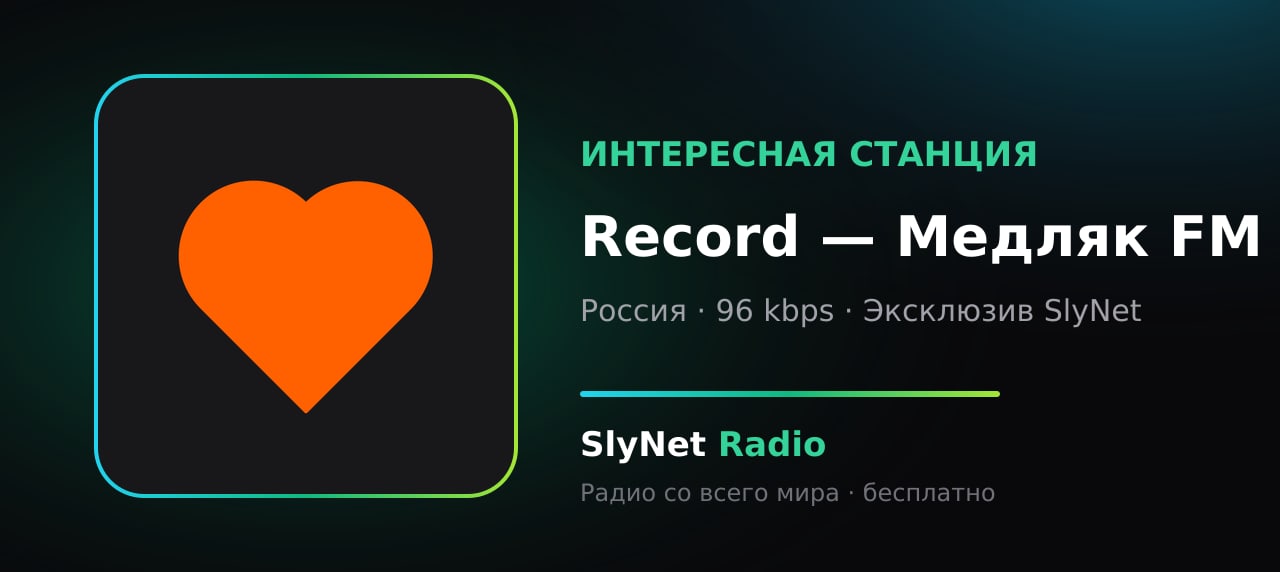 ИНТЕРЕСНАЯ СТАНЦИЯ
Record — Медляк FM
Россия · 96 kbps · Эксклюзив SlyNet
SlyNet Radio
Радио со всего мира · бесплатно